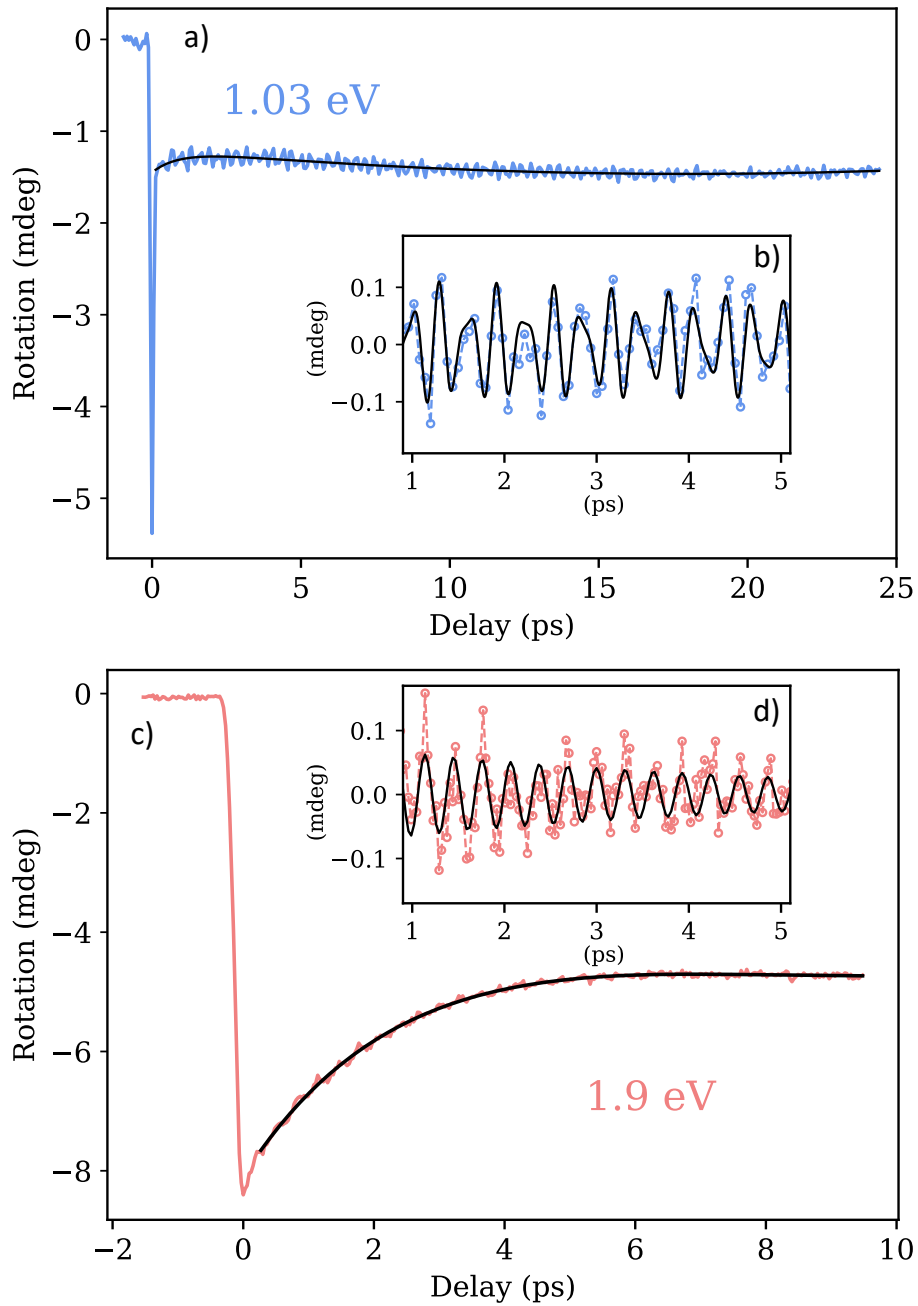 a)
1.03 eV
0
−1
−2
−3
−4
−5
Rotation (mdeg)
b)
0.1
0.0
−0.1
(mdeg)
1 2 3 4 5
(ps)
0 5 10 15 20 25
Delay (ps)
c)
0
−2
−4
−6
−8
Rotation (mdeg)
d)
0.1
0.0
−0.1
(mdeg)
1 2 3 4 5
(ps)
1.9 eV
−2 0 2 4 6 8 10
Delay (ps)